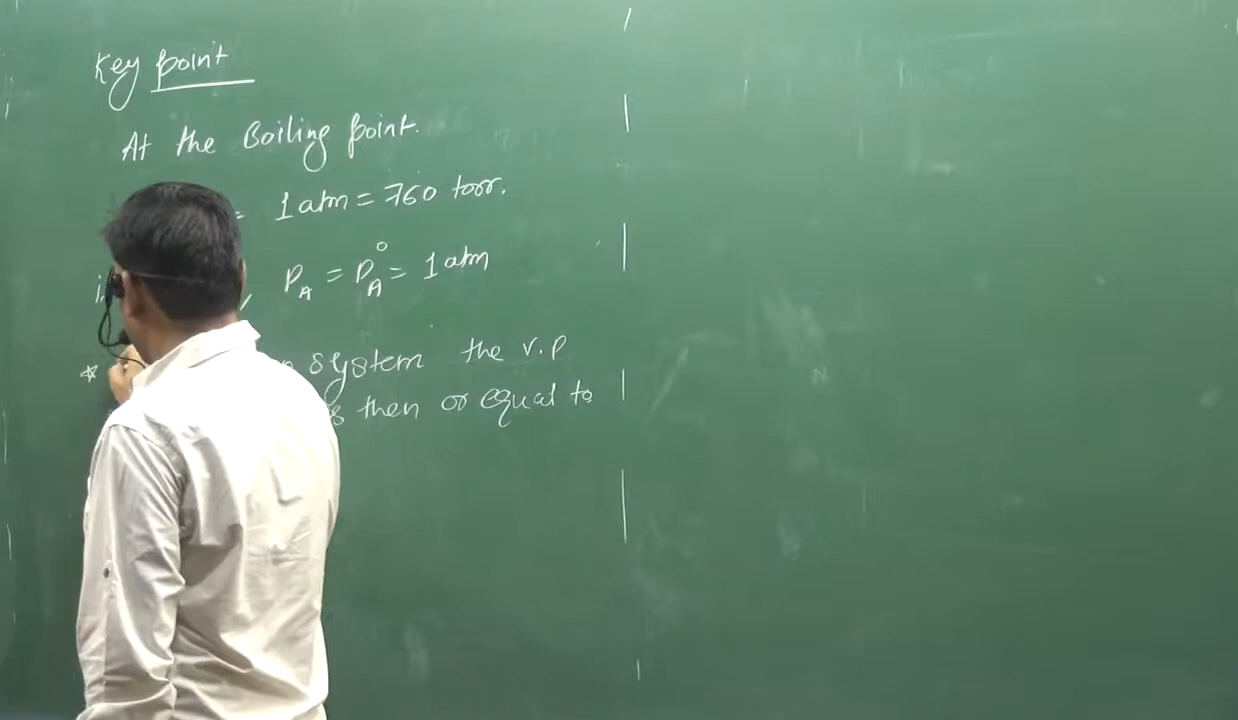 Key point
At the Boiling point.
= 1 atm = 760 torr.
P_A = P_A^o = 1 atm
* system the v.p
then or equal to